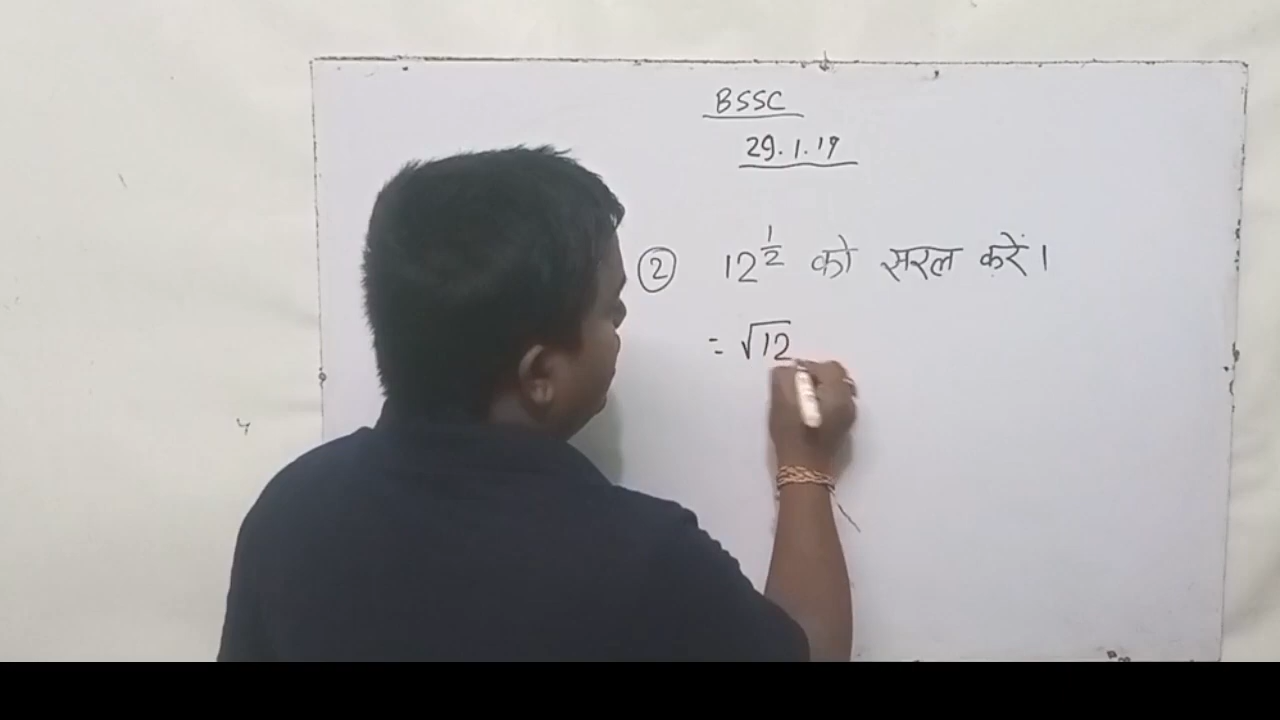 BSSC
29.1.19
② 12^{1/2} को सरल करें।
= √12